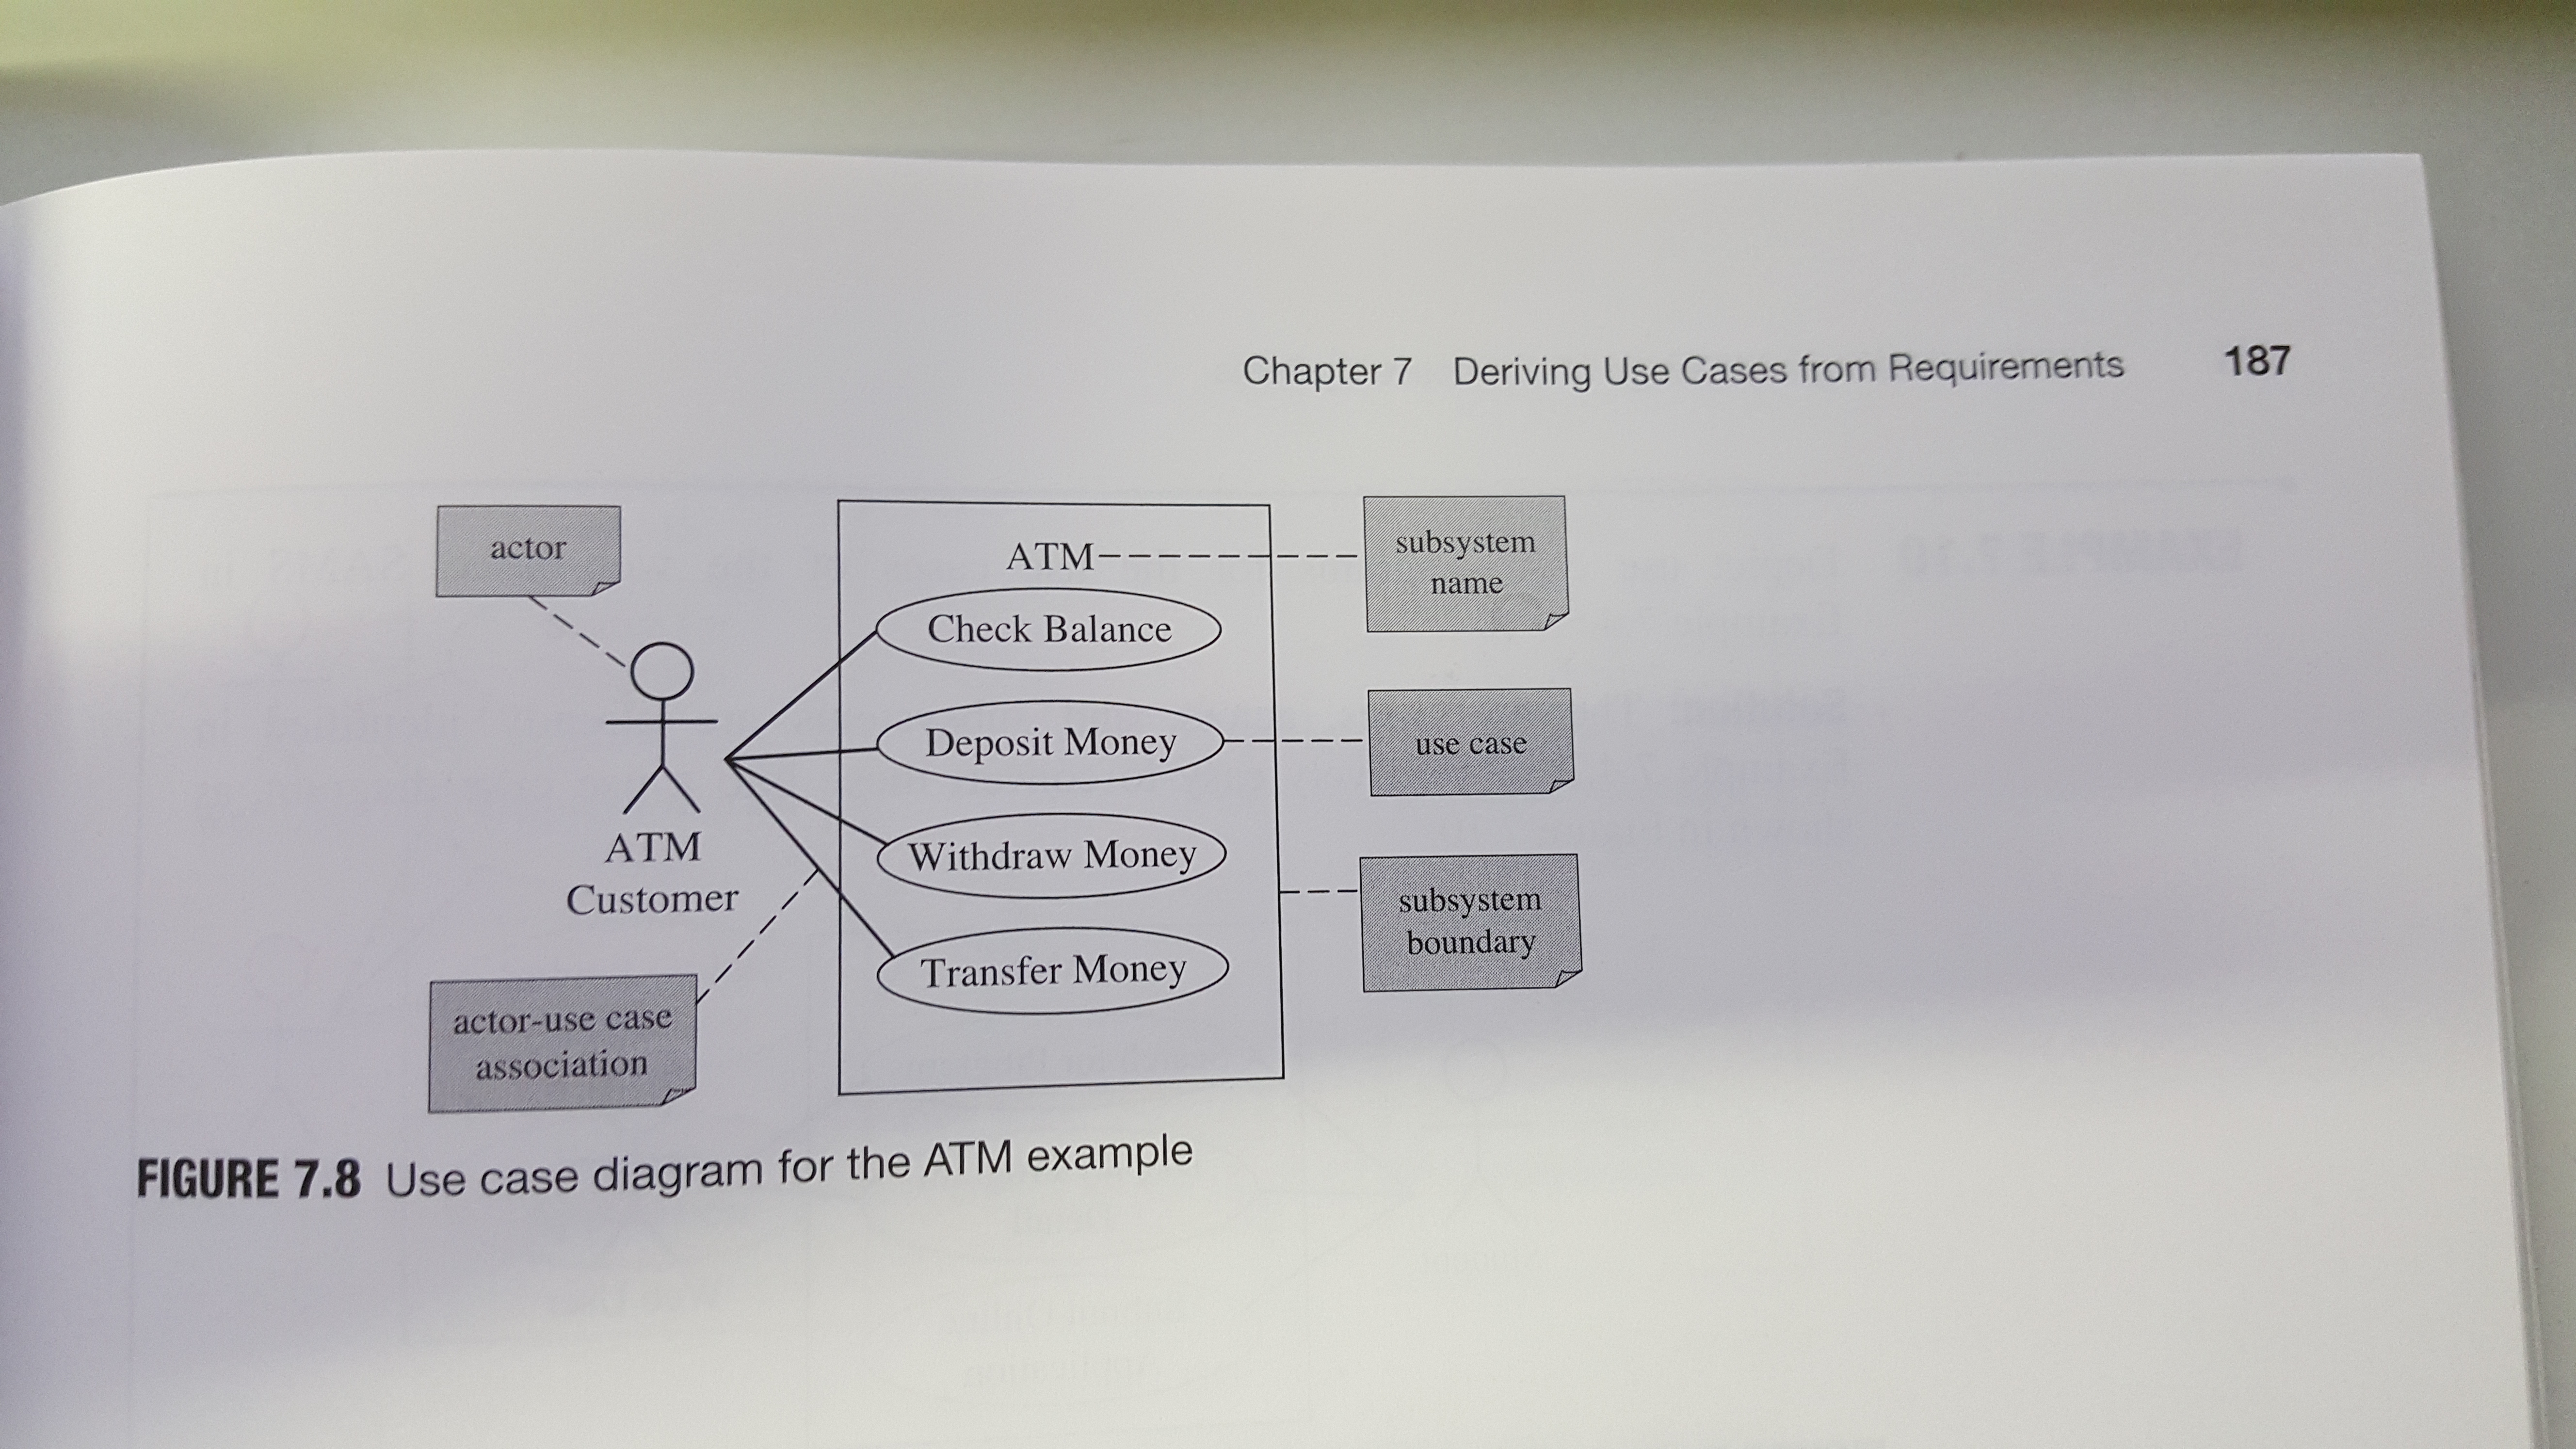 Chapter 7 Deriving Use Cases from Requirements 187
actor
ATM
subsystem
name
Check Balance
Deposit Money
use case
ATM
Customer
Withdraw Money
subsystem
boundary
Transfer Money
actor-use case
association
FIGURE 7.8 Use case diagram for the ATM example